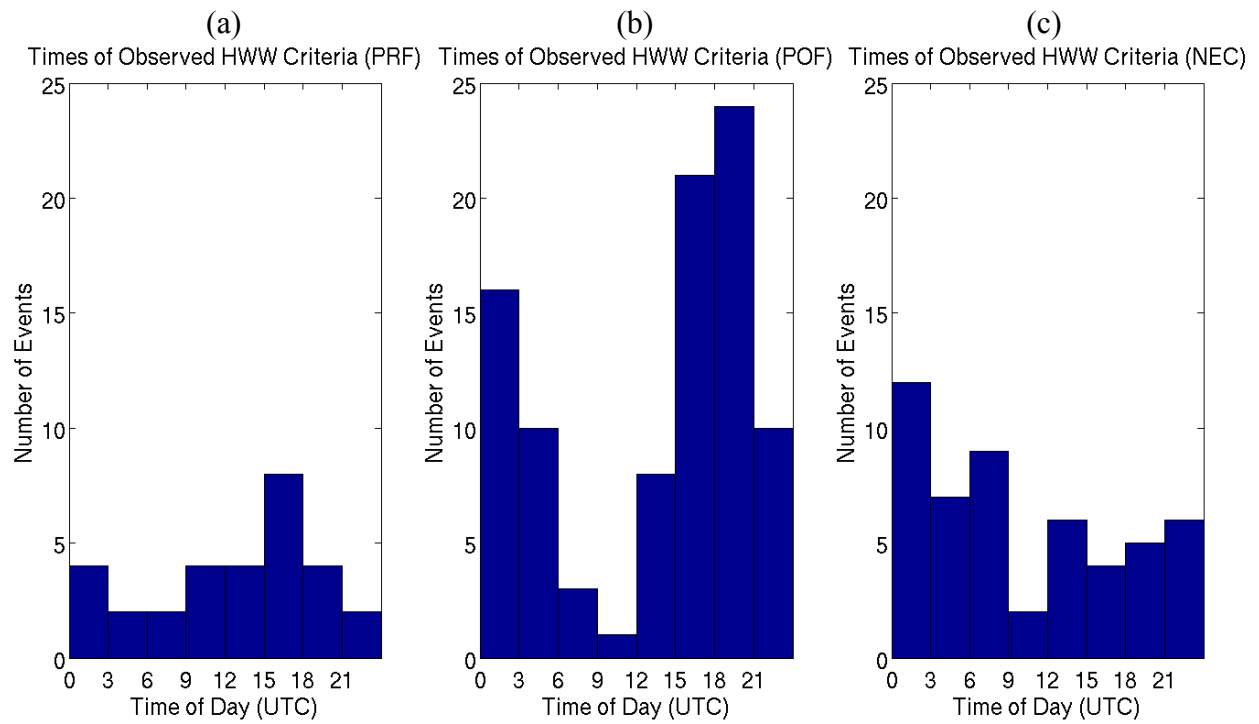 (a)
Times of Observed HWW Criteria (PRF)
25
20
15
10
5
0
Number of Events
0 3 6 9 12 15 18 21
Time of Day (UTC)
(b)
Times of Observed HWW Criteria (POF)
25
20
15
10
5
0
Number of Events
0 3 6 9 12 15 18 21
Time of Day (UTC)
(c)
Times of Observed HWW Criteria (NEC)
25
20
15
10
5
0
Number of Events
0 3 6 9 12 15 18 21
Time of Day (UTC)